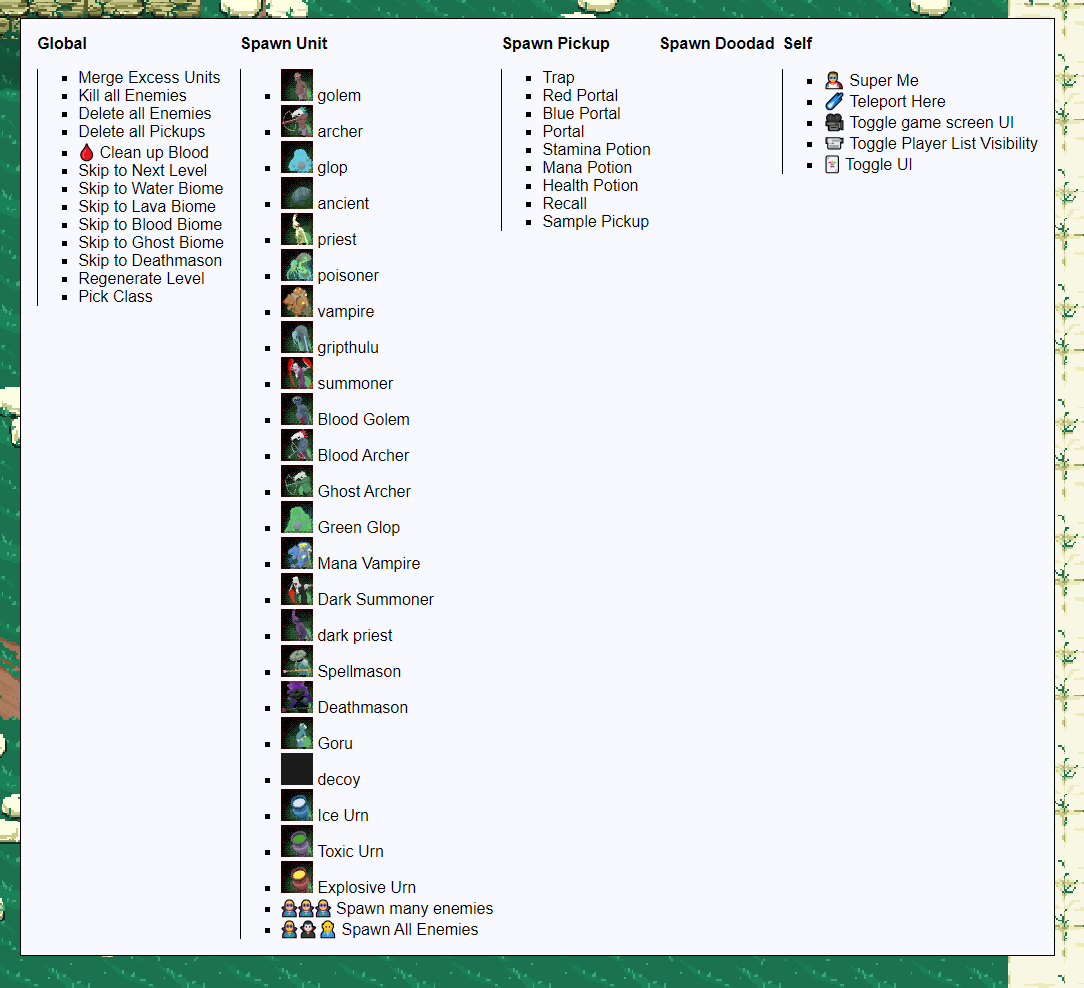 Global
Merge Excess Units
Kill all Enemies
Delete all Enemies
Delete all Pickups
🩸 Clean up Blood
Skip to Next Level
Skip to Water Biome
Skip to Lava Biome
Skip to Blood Biome
Skip to Ghost Biome
Skip to Deathmason
Regenerate Level
Pick Class
Spawn Unit
golem
archer
glop
ancient
priest
poisoner
vampire
gripthulu
summoner
Blood Golem
Blood Archer
Ghost Archer
Green Glop
Mana Vampire
Dark Summoner
dark priest
Spellmason
Deathmason
Goru
decoy
Ice Urn
Toxic Urn
Explosive Urn
Spawn many enemies
Spawn All Enemies
Spawn Pickup
Trap
Red Portal
Blue Portal
Portal
Stamina Potion
Mana Potion
Health Potion
Recall
Sample Pickup
Spawn Doodad
Self
Super Me
Teleport Here
Toggle game screen UI
Toggle Player List Visibility
Toggle UI